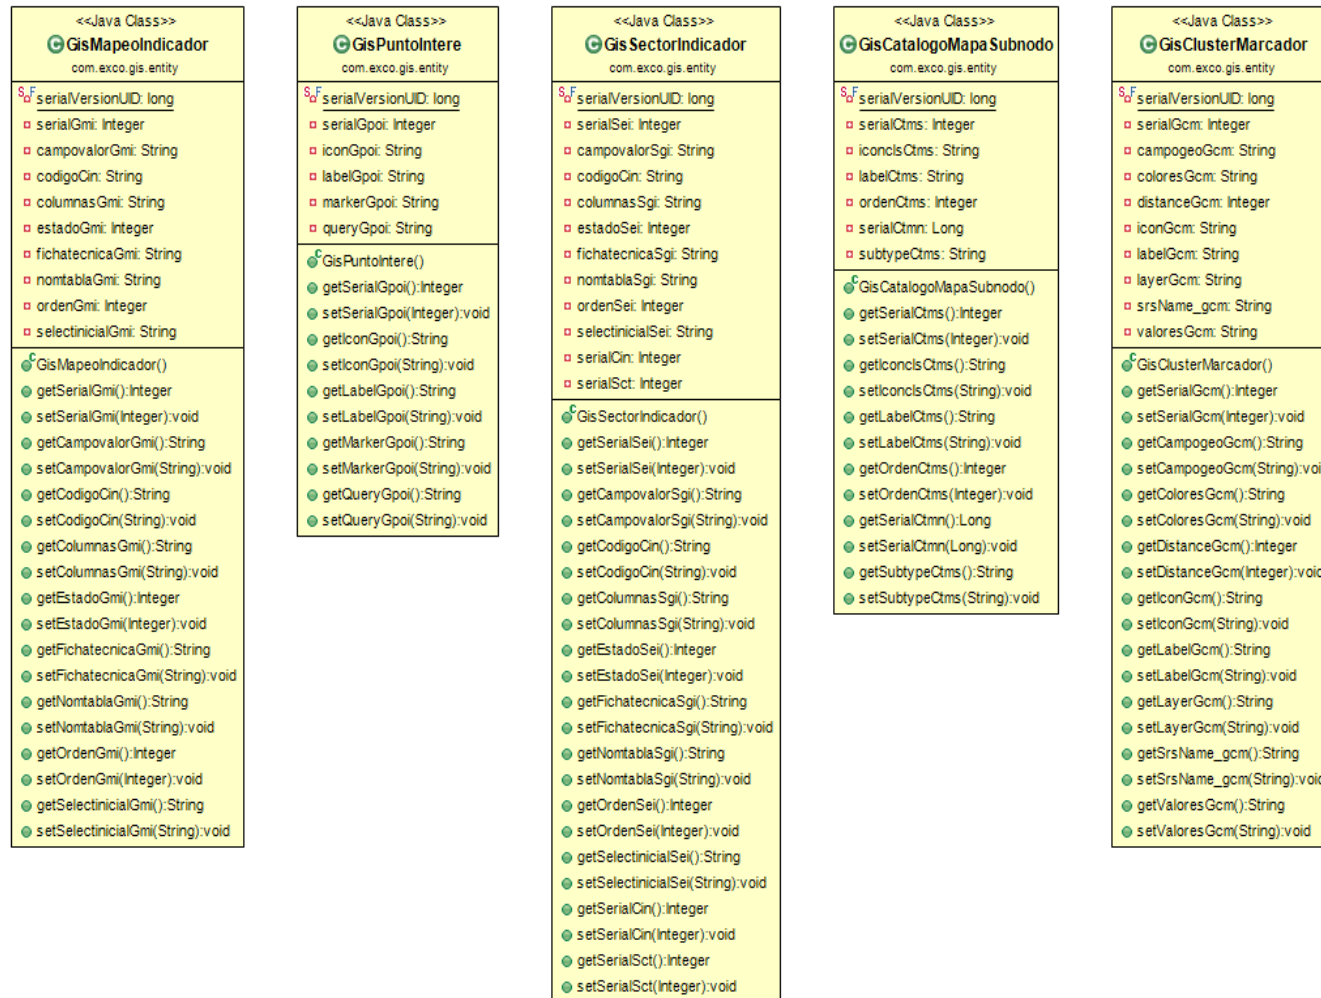 <<Java Class>>
GisMapeoIndicador
com.exco.gis.entity
serialVersionUID: long
serialGmi: Integer
campovalorGmi: String
codigoCin: String
columnasGmi: String
estadoGmi: Integer
fichatecnicaGmi: String
nomtablaGmi: String
ordenGmi: Integer
selectinicialGmi: String
GisMapeoIndicador()
getSerialGmi():Integer
setSerialGmi(Integer):void
getCampovalorGmi():String
setCampovalorGmi(String):void
getCodigoCin():String
setCodigoCin(String):void
getColumnasGmi():String
setColumnasGmi(String):void
getEstadoGmi():Integer
setEstadoGmi(Integer):void
getFichatecnicaGmi():String
setFichatecnicaGmi(String):void
getNomtablaGmi():String
setNomtablaGmi(String):void
getOrdenGmi():Integer
setOrdenGmi(Integer):void
getSelectinicialGmi():String
setSelectinicialGmi(String):void
<<Java Class>>
GisPuntoIntere
com.exco.gis.entity
serialVersionUID: long
serialGpoi: Integer
iconGpoi: String
labelGpoi: String
markerGpoi: String
queryGpoi: String
GisPuntoIntere()
getSerialGpoi():Integer
setSerialGpoi(Integer):void
getIconGpoi():String
setIconGpoi(String):void
getLabelGpoi():String
setLabelGpoi(String):void
getMarkerGpoi():String
setMarkerGpoi(String):void
getQueryGpoi():String
setQueryGpoi(String):void
<<Java Class>>
GisSectorIndicador
com.exco.gis.entity
serialVersionUID: long
serialSei: Integer
campovalorSgi: String
codigoCin: String
columnasSgi: String
estadoSei: Integer
fichatecnicaSgi: String
nomtablaSgi: String
ordenSei: Integer
selectinicialSei: String
serialCin: Integer
serialSct: Integer
GisSectorIndicador()
getSerialSei():Integer
setSerialSei(Integer):void
getCampovalorSgi():String
setCampovalorSgi(String):void
getCodigoCin():String
setCodigoCin(String):void
getColumnasSgi():String
setColumnasSgi(String):void
getEstadoSei():Integer
setEstadoSei(Integer):void
getFichatecnicaSgi():String
setFichatecnicaSgi(String):void
getNomtablaSgi():String
setNomtablaSgi(String):void
getOrdenSei():Integer
setOrdenSei(Integer):void
getSelectinicialSei():String
setSelectinicialSei(String):void
getSerialCin():Integer
setSerialCin(Integer):void
getSerialSct():Integer
setSerialSct(Integer):void
<<Java Class>>
GisCatalogoMapaSubnodo
com.exco.gis.entity
serialVersionUID: long
serialCtms: Integer
iconclsCtms: String
labelCtms: String
ordenCtms: Integer
serialCtmn: Long
subtypeCtms: String
GisCatalogoMapaSubnodo()
getSerialCtms():Integer
setSerialCtms(Integer):void
getIconclsCtms():String
setIconclsCtms(String):void
getLabelCtms():String
setLabelCtms(String):void
getOrdenCtms():Integer
setOrdenCtms(Integer):void
getSerialCtmn():Long
setSerialCtmn(Long):void
getSubtypeCtms():String
setSubtypeCtms(String):void
<<Java Class>>
GisClusterMarcador
com.exco.gis.entity
serialVersionUID: long
serialGcm: Integer
campogeoGcm: String
coloresGcm: String
distanceGcm: Integer
iconGcm: String
labelGcm: String
layerGcm: String
srsName_gcm: String
valoresGcm: String
GisClusterMarcador()
getSerialGcm():Integer
setSerialGcm(Integer):void
getCampogeoGcm():String
setCampogeoGcm(String):voi
getColoresGcm():String
setColoresGcm(String):void
getDistanceGcm():Integer
setDistanceGcm(Integer):void
getIconGcm():String
setIconGcm(String):void
getLabelGcm():String
setLabelGcm(String):void
getLayerGcm():String
setLayerGcm(String):void
getSrsName_gcm():String
setSrsName_gcm(String):void
getValoresGcm():String
setValoresGcm(String):void